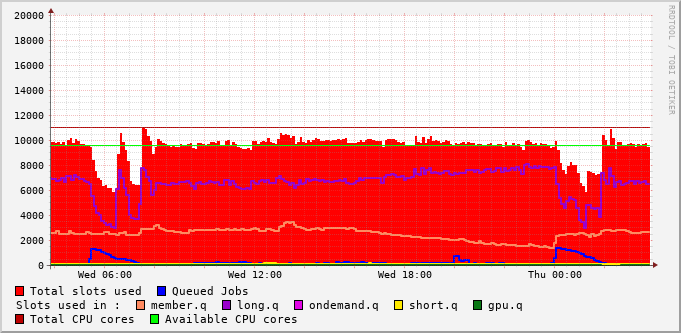 RRDTOOL / TOBI OETIKER
20000
18000
16000
14000
12000
10000
8000
6000
4000
2000
0
Wed 06:00 Wed 12:00 Wed 18:00 Thu 00:00
Total slots used Queued Jobs
Slots used in : member.q long.q ondemand.q short.q gpu.q
Total CPU cores Available CPU cores